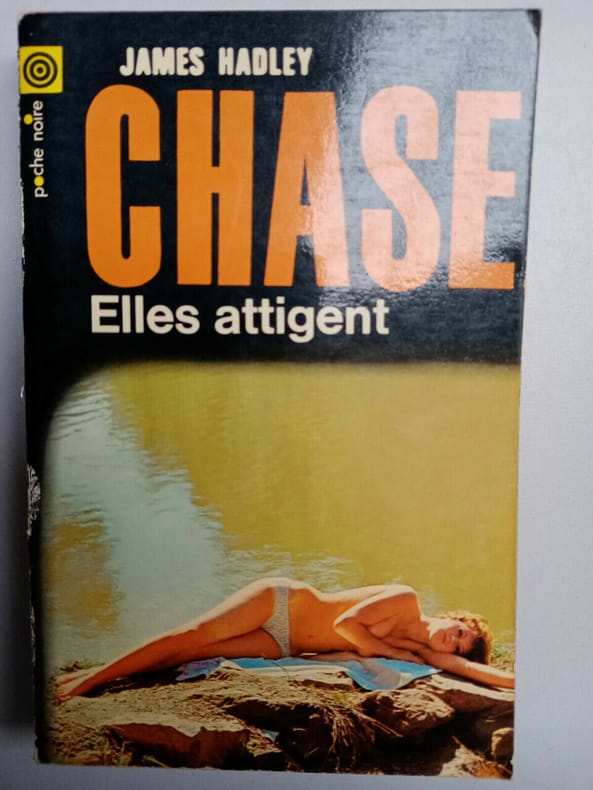 JAMES HADLEY
CHASE
Elles attigent
poche noire